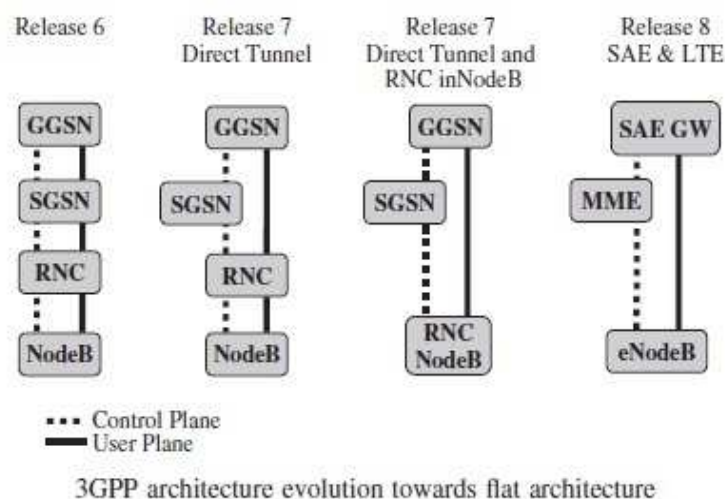 Release 6
GGSN
SGSN
RNC
NodeB
Release 7
Direct Tunnel
GGSN
SGSN
RNC
NodeB
Release 7
Direct Tunnel and
RNC inNodeB
GGSN
SGSN
RNC
NodeB
Release 8
SAE & LTE
SAE GW
MME
eNodeB
Control Plane
User Plane
3GPP architecture evolution towards flat architecture